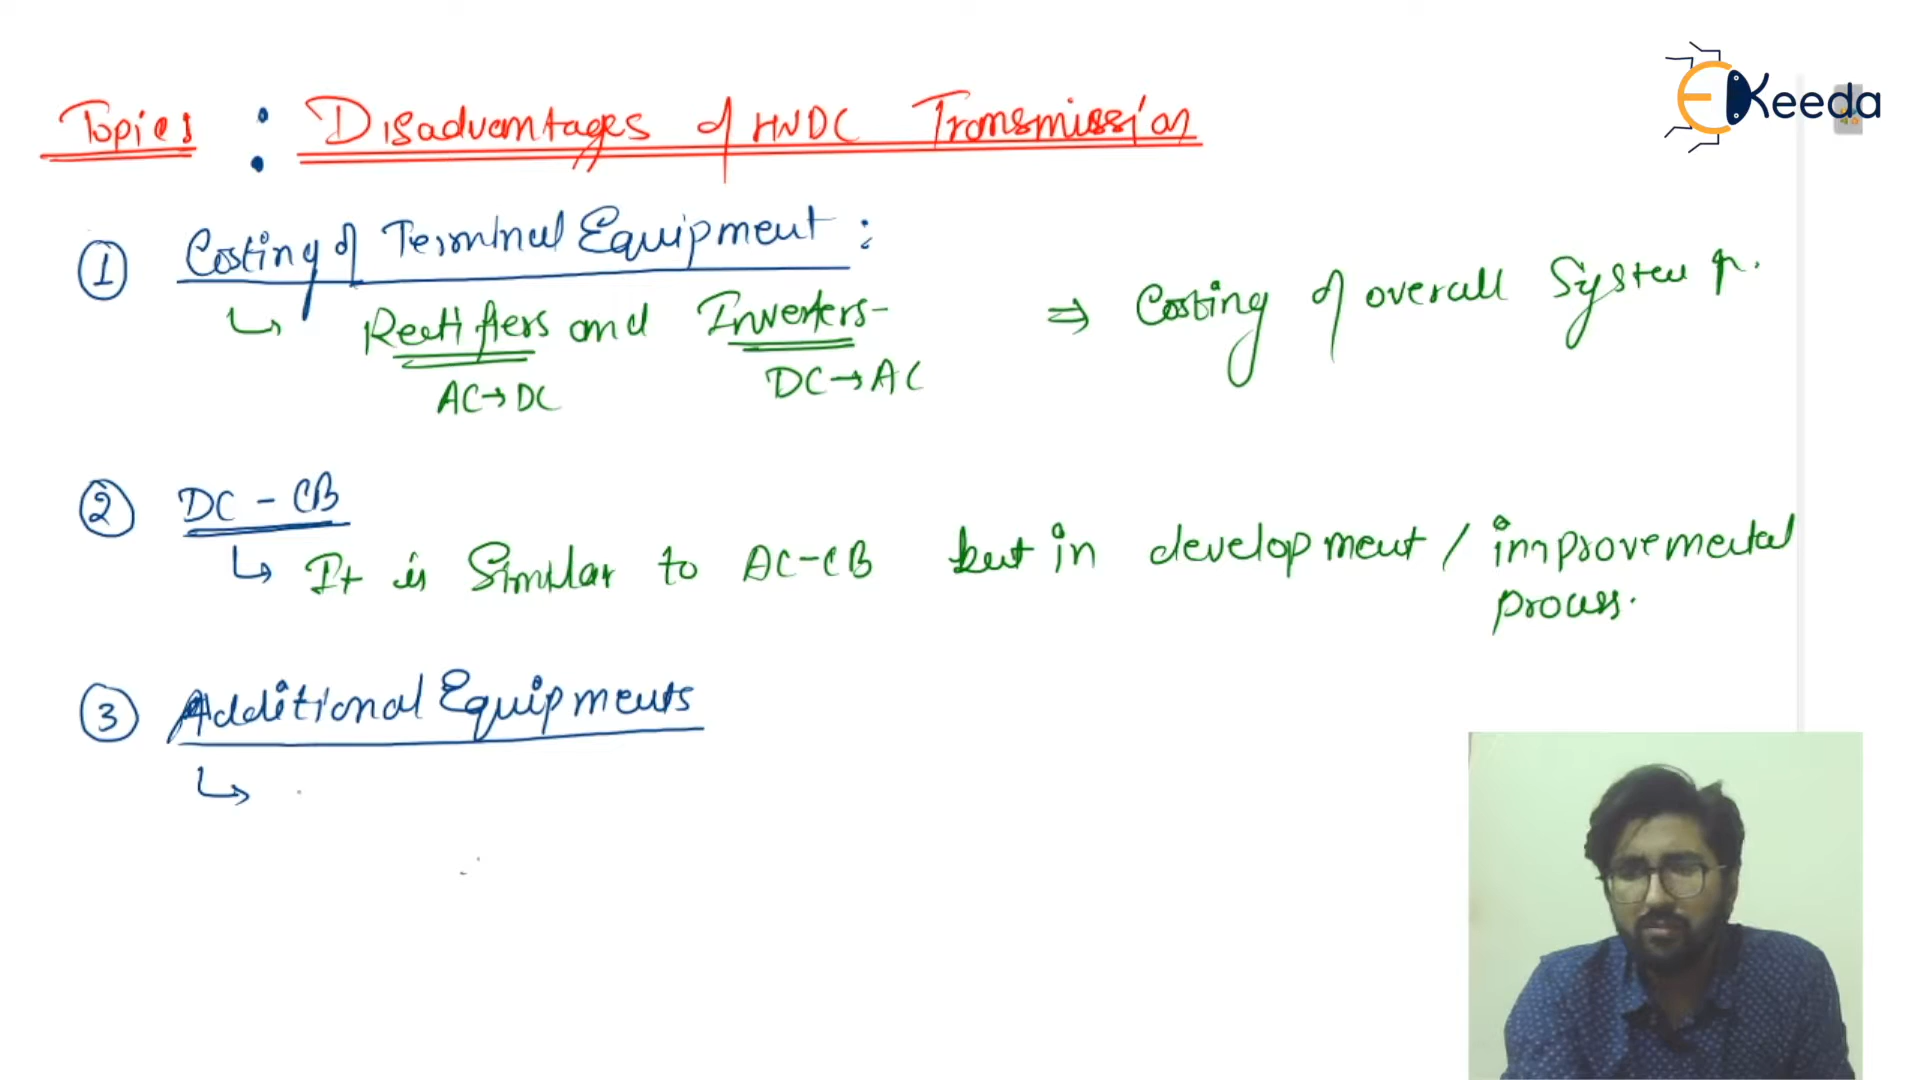 EKeeda
Topics : Disadvantages of HVDC Transmission
① Costing of Terminal Equipment :
↳ Rectifiers and Inverters - ⇒ Costing of overall System ↑.
AC→DC DC→AC
② DC - CB
↳ It is Similar to AC-CB but in development / improvemental
process.
③ Additional Equipments
↳